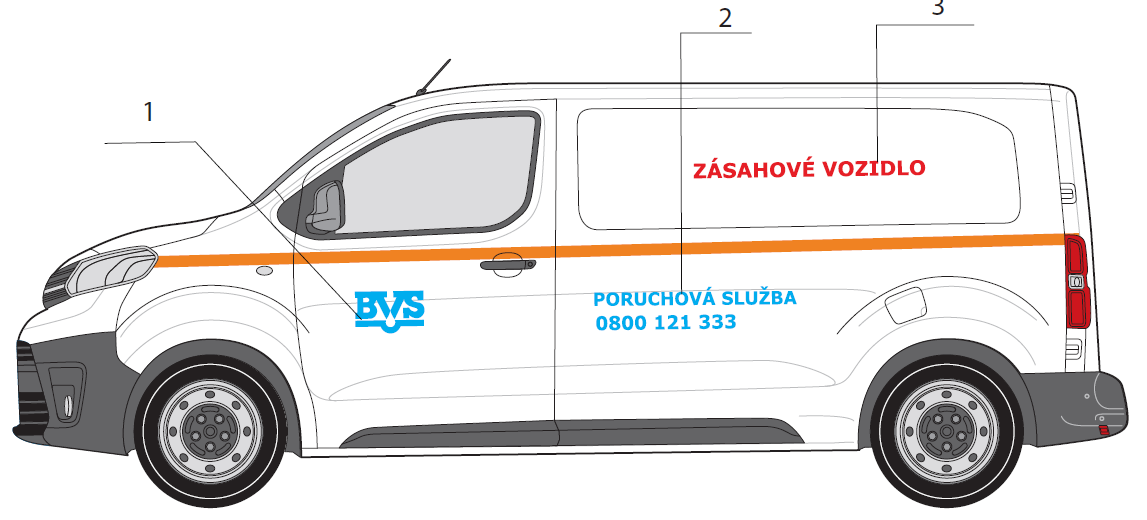 1
2
3
ZÁSAHOVÉ VOZIDLO
BVS
PORUCHOVÁ SLUŽBA
0800 121 333